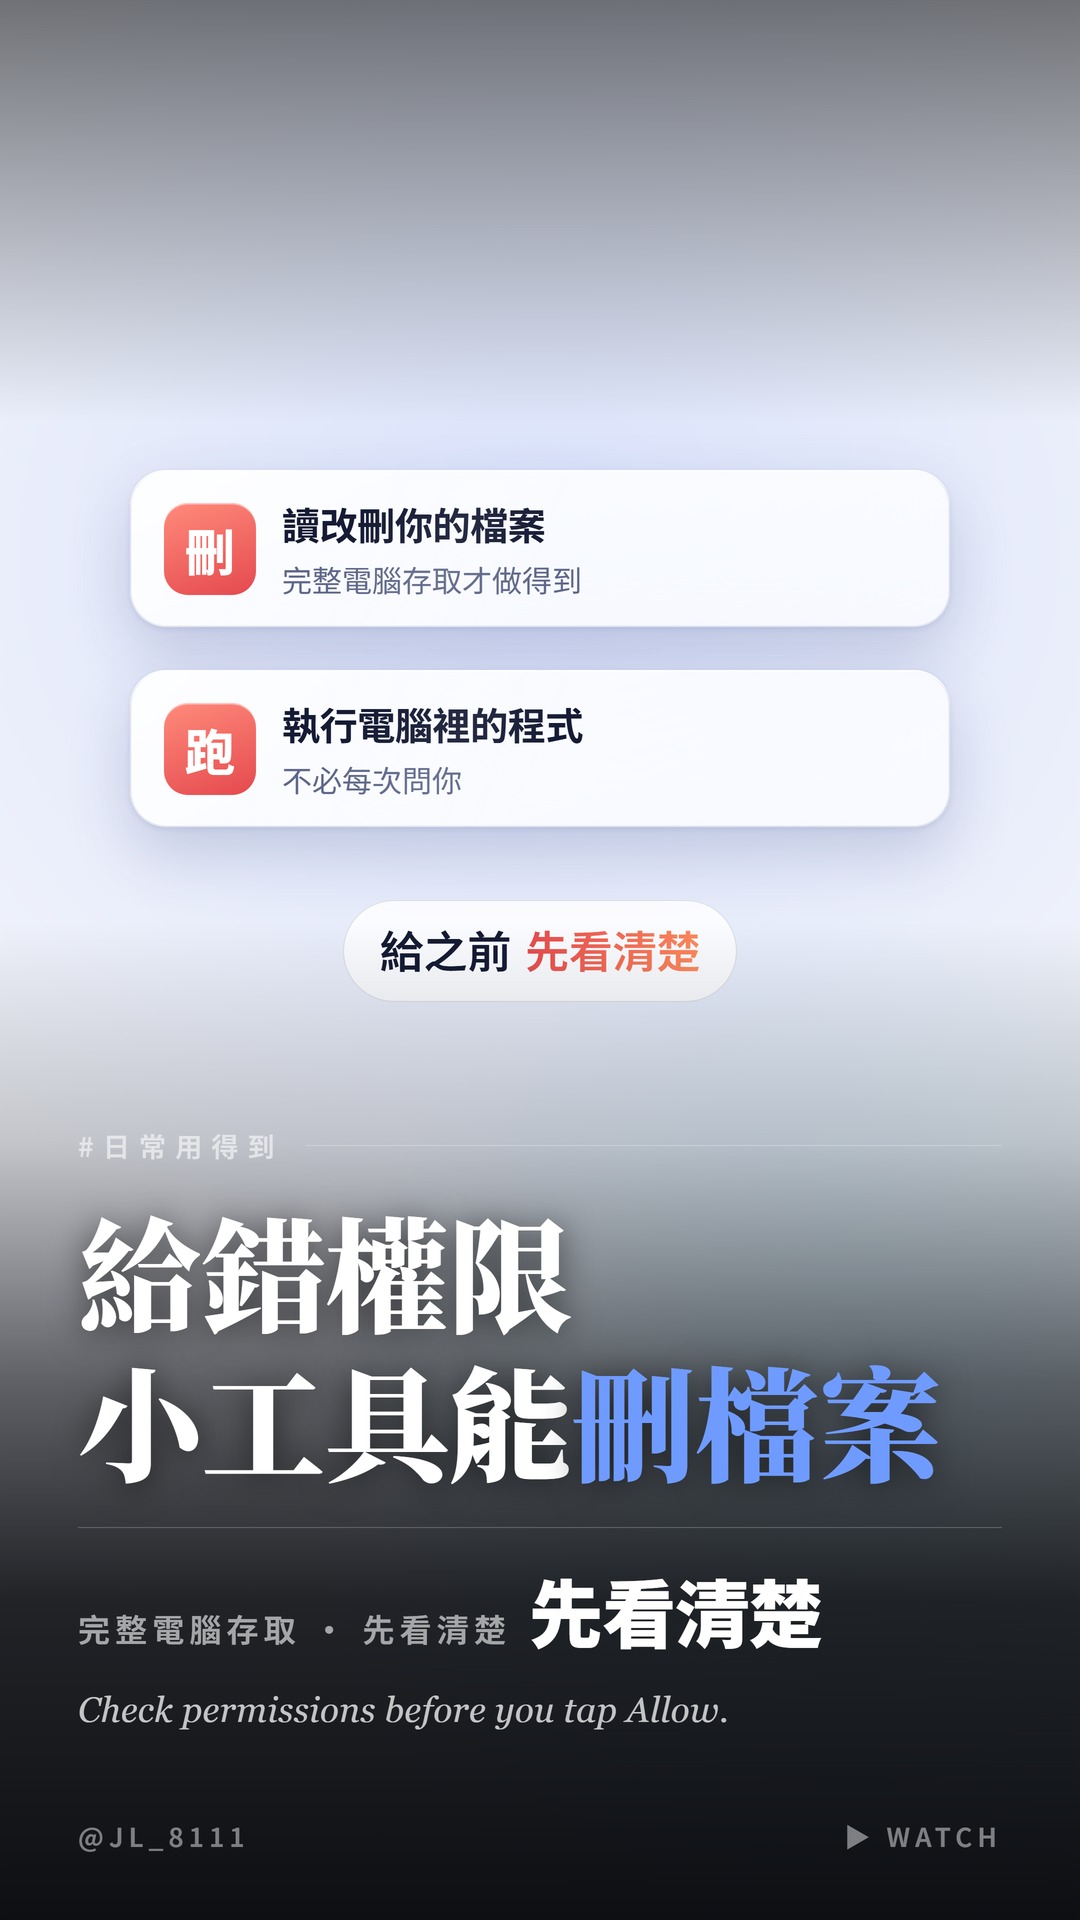 刪
讀改刪你的檔案
完整電腦存取才做得到
跑
執行電腦裡的程式
不必每次問你
給之前 先看清楚
#日常用得到
給錯權限
小工具能刪檔案
完整電腦存取 · 先看清楚 先看清楚
Check permissions before you tap Allow.
@JL_8111
▶ WATCH